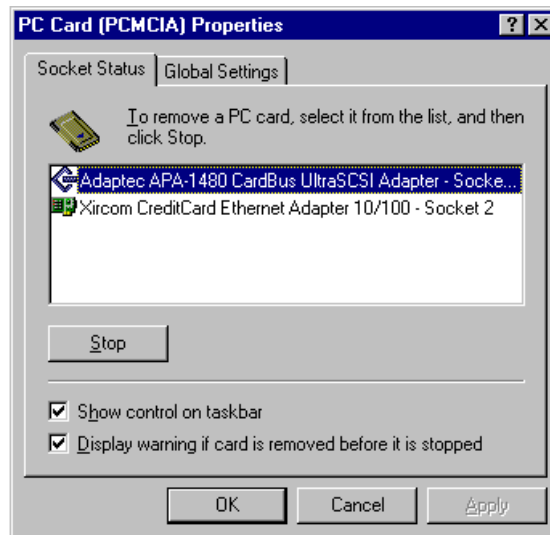 PC Card (PCMCIA) Properties
Socket Status
Global Settings
To remove a PC card, select it from the list, and then
click Stop.
Adaptec APA-1480 CardBus UltraSCSI Adapter - Socke...
Xircom CreditCard Ethernet Adapter 10/100 - Socket 2
Stop
Show control on taskbar
Display warning if card is removed before it is stopped
OK
Cancel
Apply